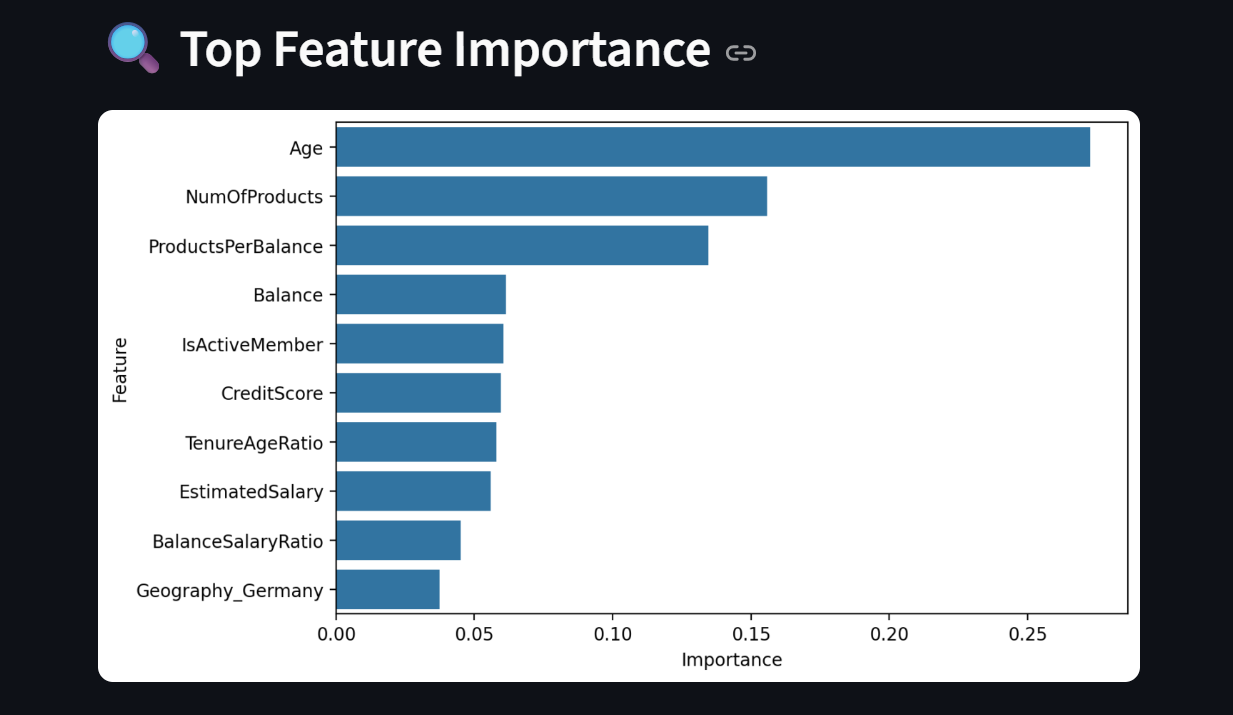 Top Feature Importance
Age
NumOfProducts
ProductsPerBalance
Balance
IsActiveMember
CreditScore
TenureAgeRatio
EstimatedSalary
BalanceSalaryRatio
Geography_Germany
Feature
0.00 0.05 0.10 0.15 0.20 0.25
Importance